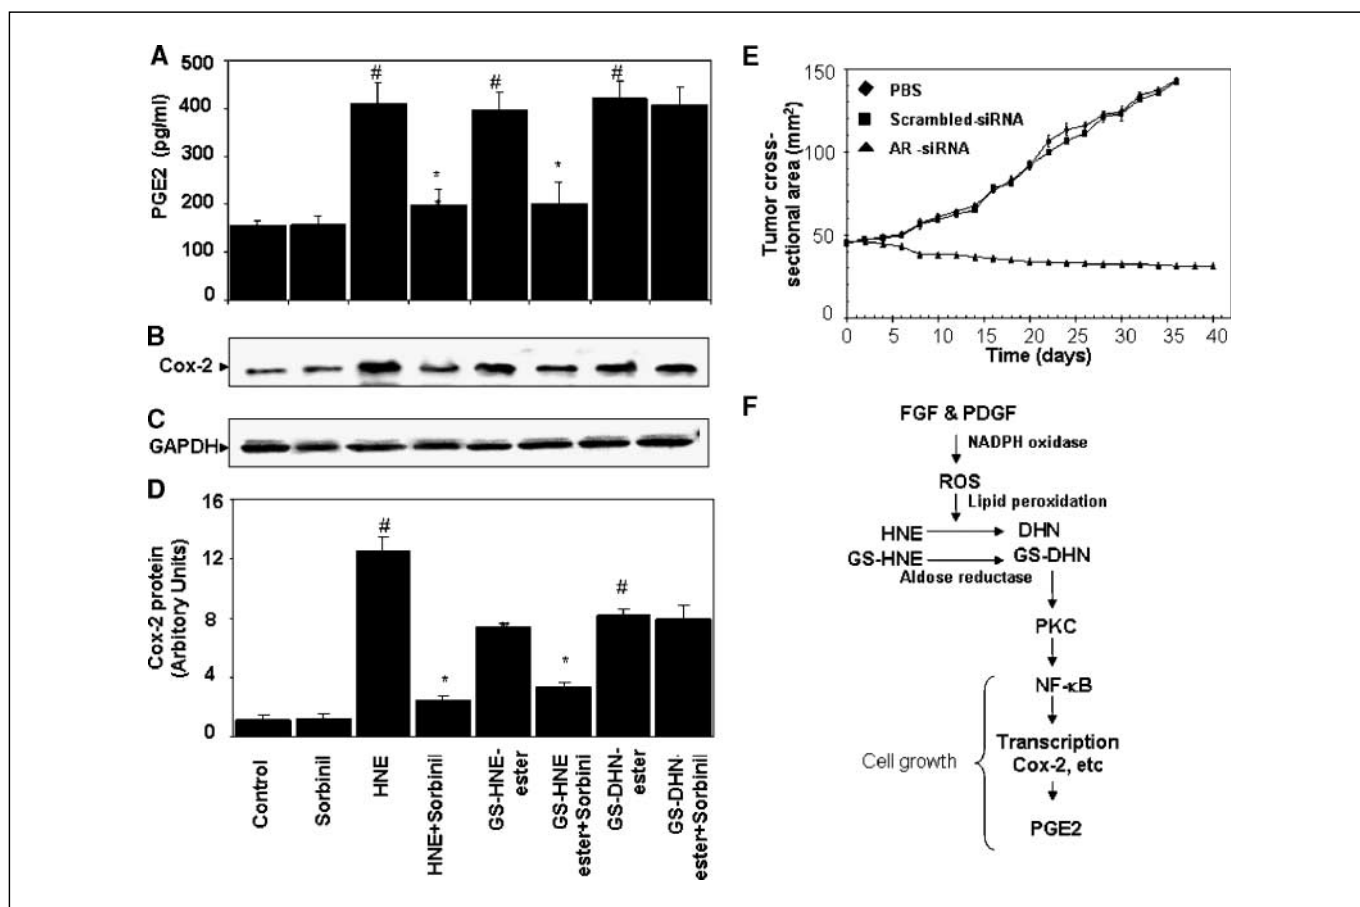 A
500
400
300
200
100
0
PGE2 (pg/ml)
#
*
*
#
*
#
B
Cox-2
C
GAPDH
D
16
12
8
4
0
Cox-2 protein
(Arbitory Units)
#
*
**
*
#
Control
Sorbinil
HNE
HNE+Sorbinil
GS-HNE-
ester
GS-HNE
ester+Sorbini
GS-DHN-
ester
GS-DHN-
ester+Sorbinil
E
150
100
50
0
Tumor cross-
sectional area (mm2)
PBS
Scrambled-siRNA
AR -siRNA
0 5 10 15 20 25 30 35 40
Time (days)
F
FGF & PDGF
NADPH oxidase
ROS
Lipid peroxidation
HNE DHN
GS-HNE GS-DHN
Aldose reductase
PKC
NF-κB
Cell growth
Transcription
Cox-2, etc
PGE2